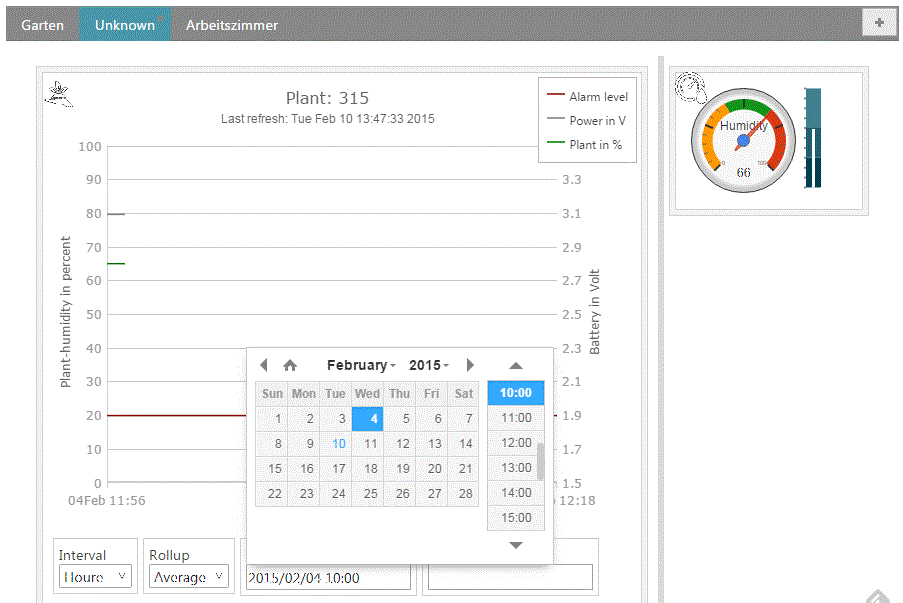 Garten Unknown Arbeitszimmer +
Plant: 315
Last refresh: Tue Feb 10 13:47:33 2015
Alarm level
Power in V
Plant in %
Humidity
0 100
66
100
90 3.3
80 3.1
70 2.9
60 2.7
50 2.5
40 2.3
30 2.1
20 1.9
10 1.7
0 1.5
Plant-humidity in percent
Battery in Volt
04Feb 11:56 12:18
February 2015
Sun Mon Tue Wed Thu Fri Sat
1 2 3 4 5 6 7
8 9 10 11 12 13 14
15 16 17 18 19 20 21
22 23 24 25 26 27 28
10:00
11:00
12:00
13:00
14:00
15:00
Interval Rollup
Houre Average 2015/02/04 10:00